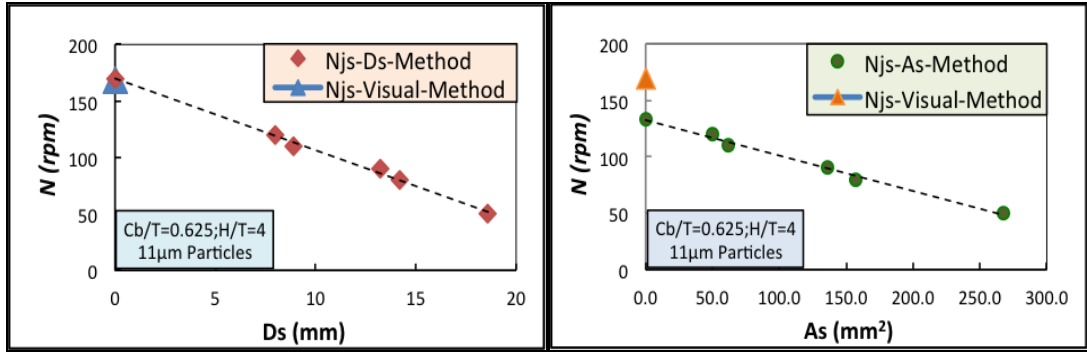 200
150
100
50
0
N (rpm)
Njs-Ds-Method
Njs-Visual-Method
Cb/T=0.625;H/T=4
11µm Particles
0 5 10 15 20
Ds (mm)
200
150
100
50
0
N (rpm)
Njs-As-Method
Njs-Visual-Method
Cb/T=0.625;H/T=4
11µm Particles
0.0 50.0 100.0 150.0 200.0 250.0 300.0
As (mm²)